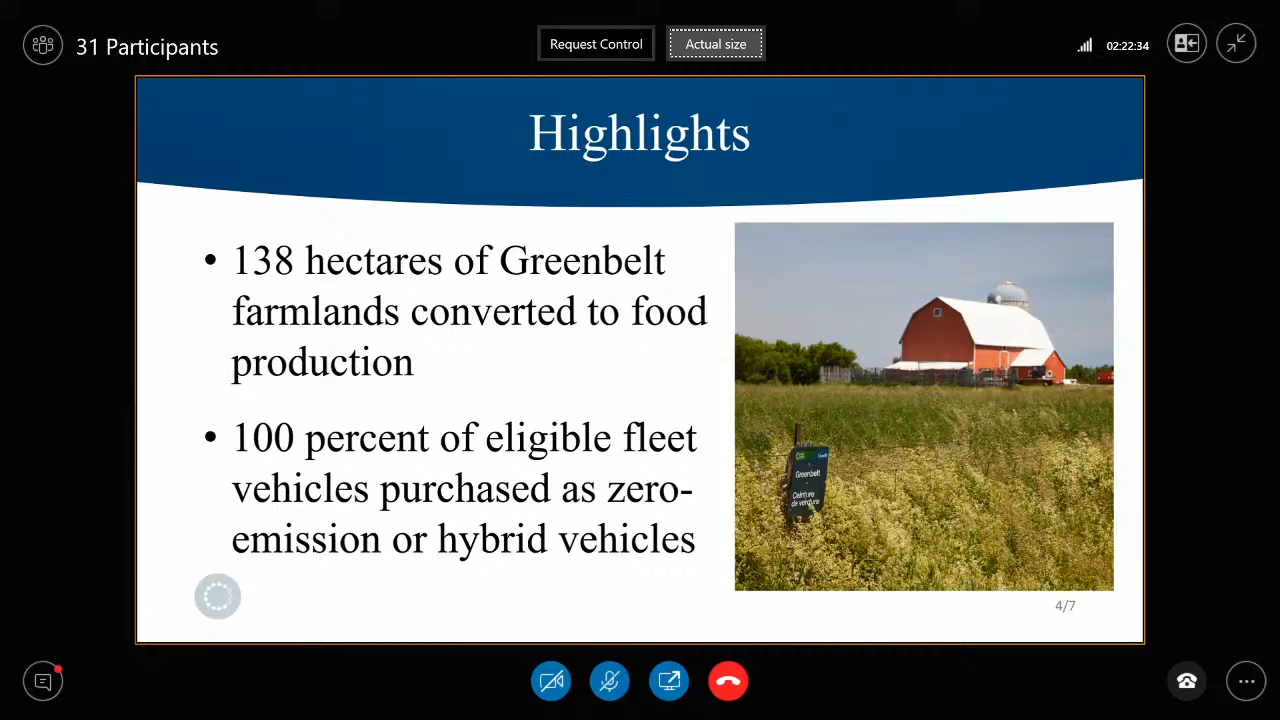 31 Participants
Request Control
Actual size
02:22:34
Highlights
• 138 hectares of Greenbelt
farmlands converted to food
production
• 100 percent of eligible fleet
vehicles purchased as zero-
emission or hybrid vehicles
Greenbelt
Ceinture
de verdure
4/7